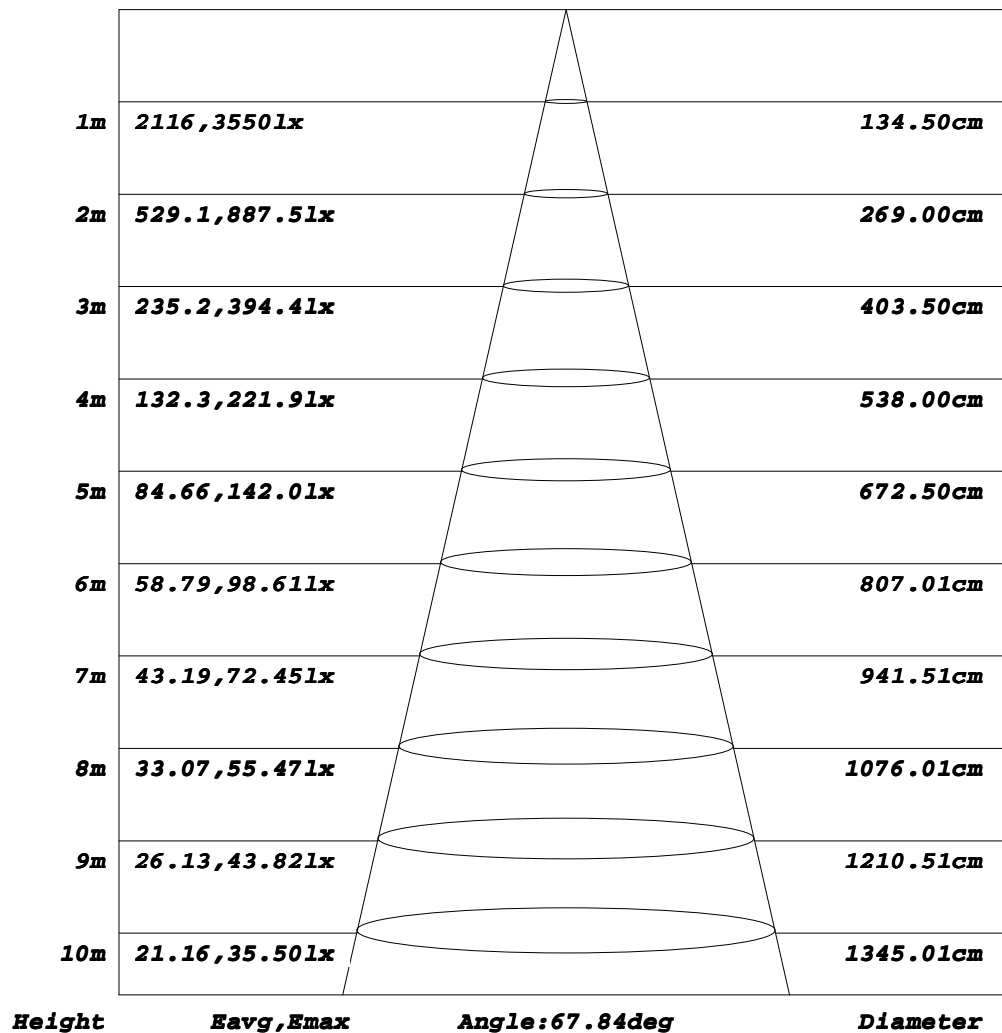 1m 2116,3550lx 134.50cm
2m 529.1,887.5lx 269.00cm
3m 235.2,394.4lx 403.50cm
4m 132.3,221.9lx 538.00cm
5m 84.66,142.0lx 672.50cm
6m 58.79,98.61lx 807.01cm
7m 43.19,72.45lx 941.51cm
8m 33.07,55.47lx 1076.01cm
9m 26.13,43.82lx 1210.51cm
10m 21.16,35.50lx 1345.01cm
Height Eavg,Emax Angle:67.84deg Diameter